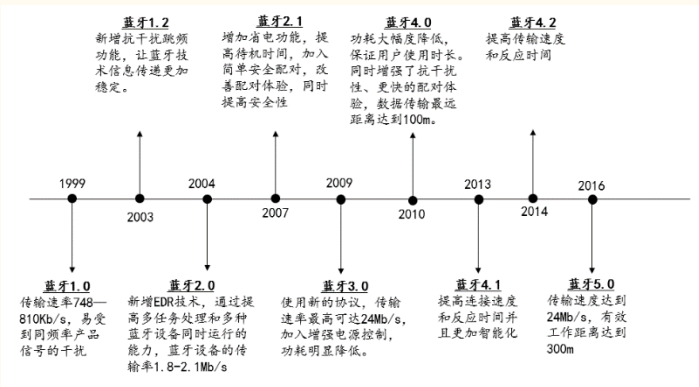 蓝牙1.2
新增抗干扰跳频
功能，让蓝牙技
术信息传递更加
稳定。
蓝牙2.1
增加省电功能，提
高待机时间，加入
简单安全配对，改
善配对体验，同时
提高安全性
蓝牙4.0
功耗大幅度降低，
保证用户使用时长。
同时增强了抗干扰
性、更快的配对体
验，数据传输最远
距离达到100m。
蓝牙4.2
提高传输速度
和反应时间
1999
2003
2004
2007
2009
2010
2013
2014
2016
蓝牙1.0
传输速率748—
810Kb/s，易受
到同频率产品
信号的干扰
蓝牙2.0
新增EDR技术，通过提
高多任务处理和多种
蓝牙设备同时运行的
能力，蓝牙设备的传
输率1.8-2.1Mb/s
蓝牙3.0
使用新的协议，传输
速率最高可达24Mb/s，
加入增强电源控制，
功耗明显降低。
蓝牙4.1
提高连接速度
和反应时间并
且更加智能化
蓝牙5.0
传输速度达到
24Mb/s，有效
工作距离达到
300m